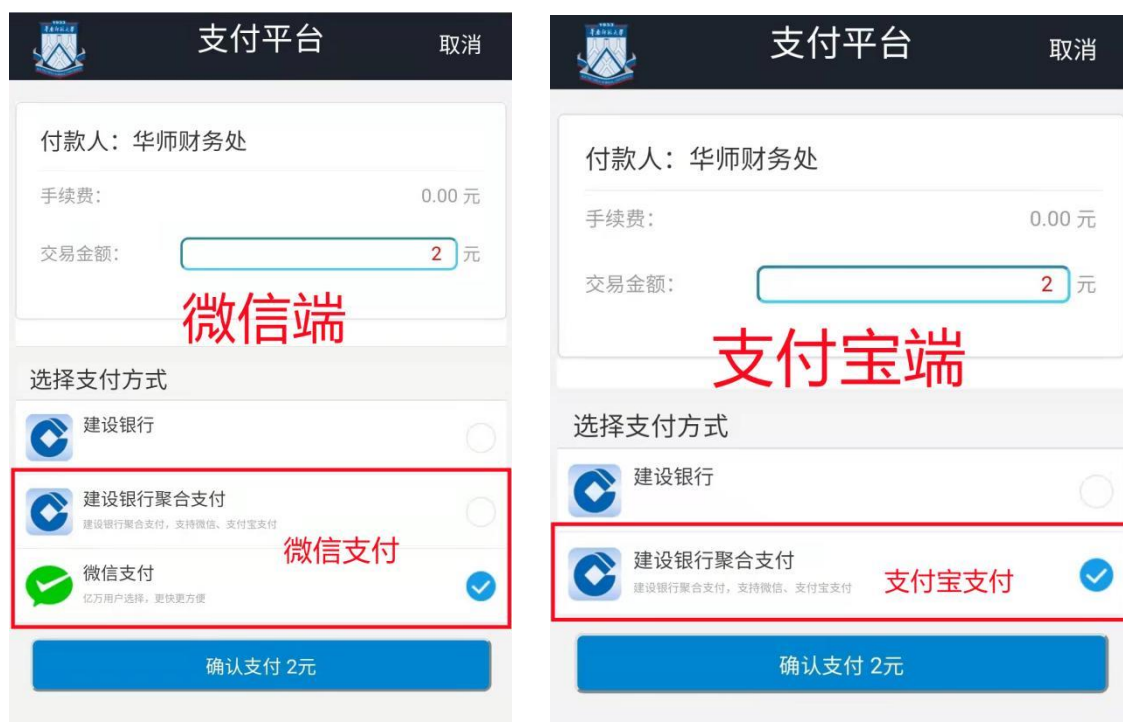 支付平台
取消
付款人：华师财务处
手续费：
0.00 元
交易金额：
2 元
微信端
选择支付方式
建设银行
建设银行聚合支付
建设银行聚合支付，支持微信、支付宝支付
微信支付
微信支付
亿万用户选择，更快更方便
确认支付 2元
支付平台
取消
付款人：华师财务处
手续费：
0.00 元
交易金额：
2 元
支付宝端
选择支付方式
建设银行
建设银行聚合支付
建设银行聚合支付，支持微信、支付宝支付
支付宝支付
确认支付 2元